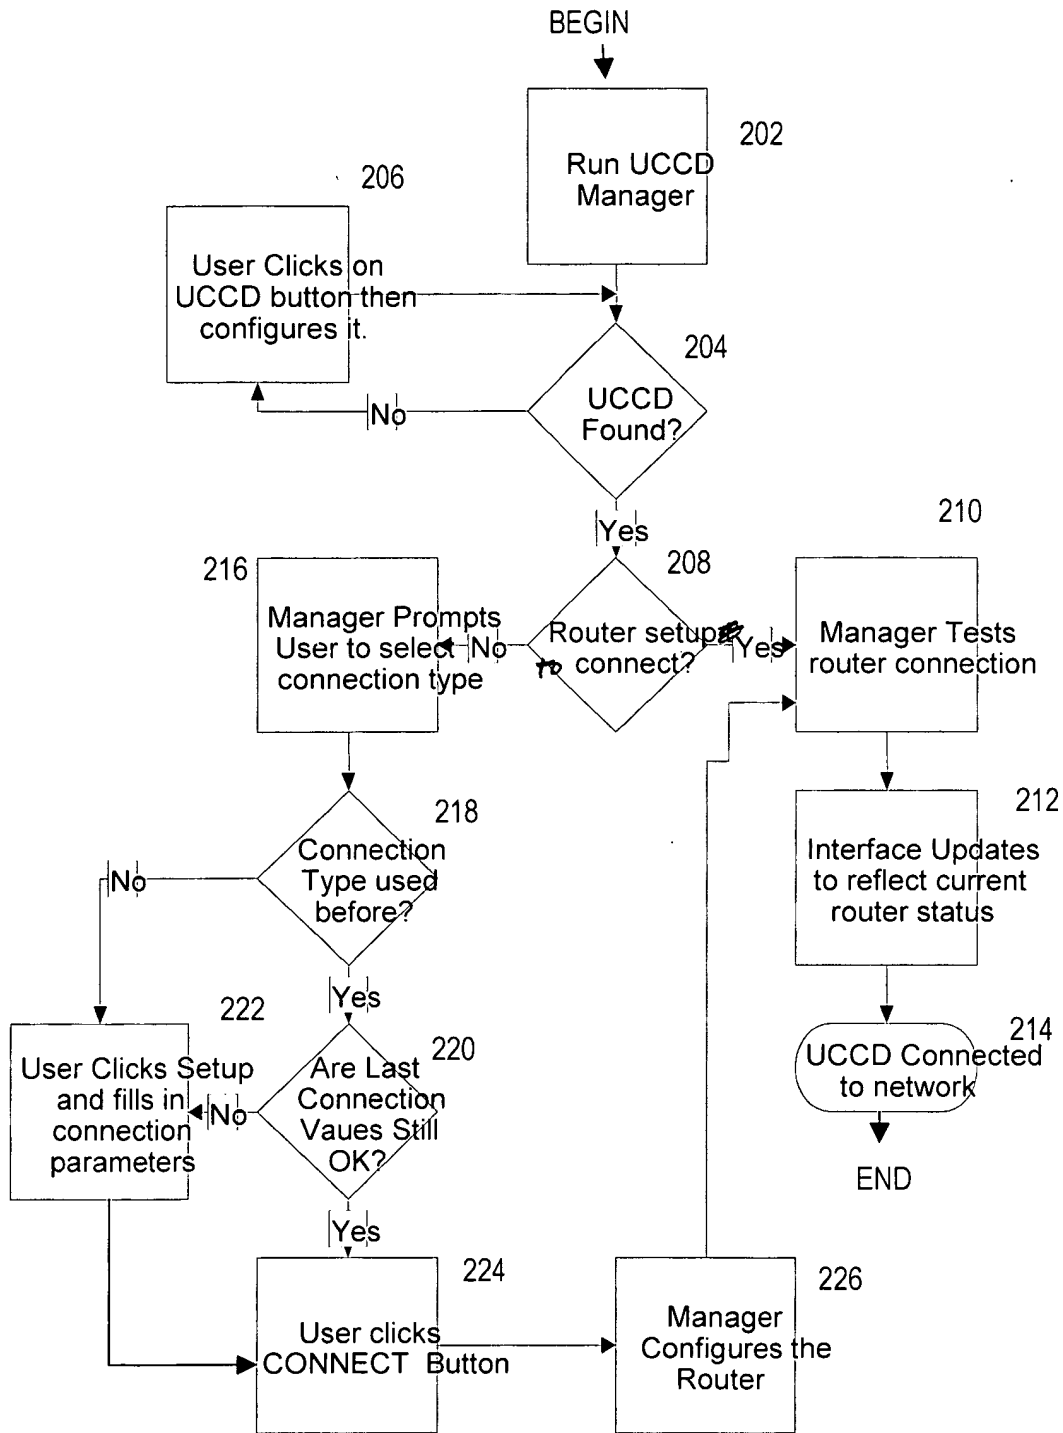 BEGIN
202
Run UCCD
Manager
206
User Clicks on
UCCD button then
configures it.
204
UCCD
Found?
No
Yes
208
Router setup
to connect?
No
Yes
210
Manager Tests
router connection
216
Manager Prompts
User to select
connection type
218
Connection
Type used
before?
No
Yes
212
Interface Updates
to reflect current
router status
214
UCCD Connected
to network
END
222
User Clicks Setup
and fills in
connection
parameters
220
Are Last
Connection
Vaues Still
OK?
No
Yes
224
User clicks
CONNECT Button
226
Manager
Configures the
Router